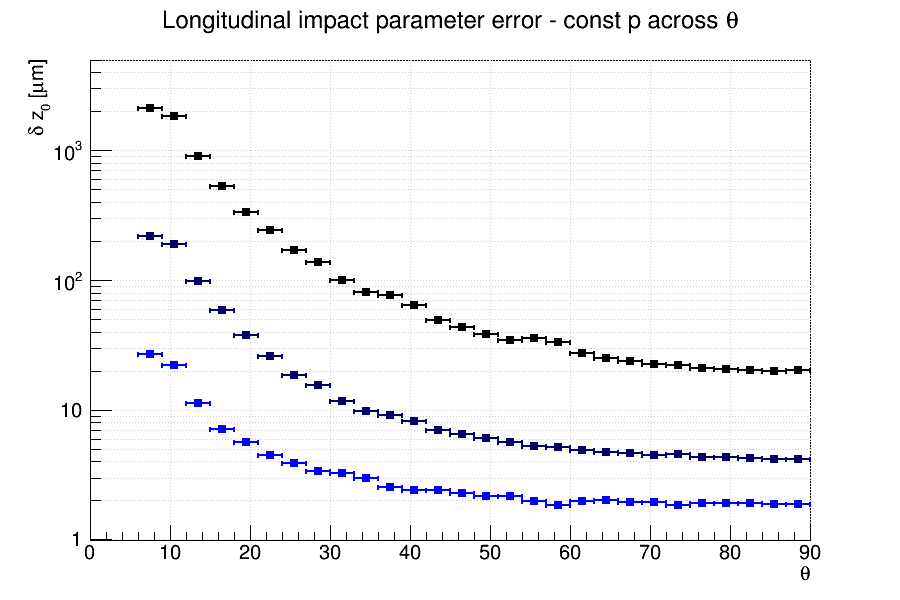 Longitudinal impact parameter error - const p across θ
δ z₀ [μm]
10³
10²
10
1
0 10 20 30 40 50 60 70 80 90
θ